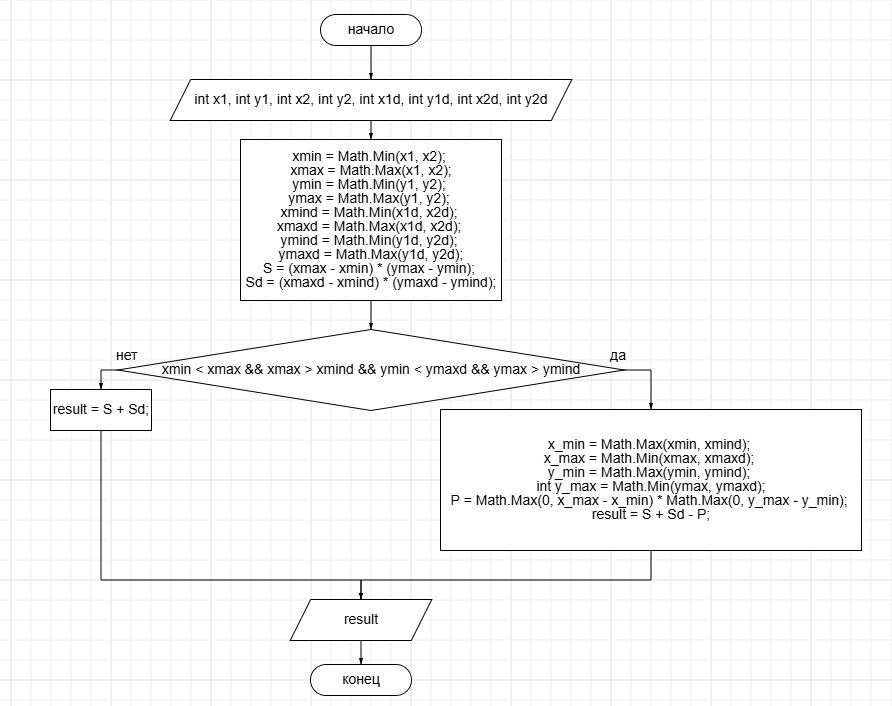 начало
int x1, int y1, int x2, int y2, int x1d, int y1d, int x2d, int y2d
xmin = Math.Min(x1, x2);
xmax = Math.Max(x1, x2);
ymin = Math.Min(y1, y2);
ymax = Math.Max(y1, y2);
xmind = Math.Min(x1d, x2d);
xmaxd = Math.Max(x1d, x2d);
ymind = Math.Min(y1d, y2d);
ymaxd = Math.Max(y1d, y2d);
S = (xmax - xmin) * (ymax - ymin);
Sd = (xmaxd - xmind) * (ymaxd - ymind);
нет
да
xmin < xmax && xmax > xmind && ymin < ymaxd && ymax > ymind
result = S + Sd;
x_min = Math.Max(xmin, xmind);
x_max = Math.Min(xmax, xmaxd);
y_min = Math.Max(ymin, ymind);
int y_max = Math.Min(ymax, ymaxd);
P = Math.Max(0, x_max - x_min) * Math.Max(0, y_max - y_min);
result = S + Sd - P;
result
конец